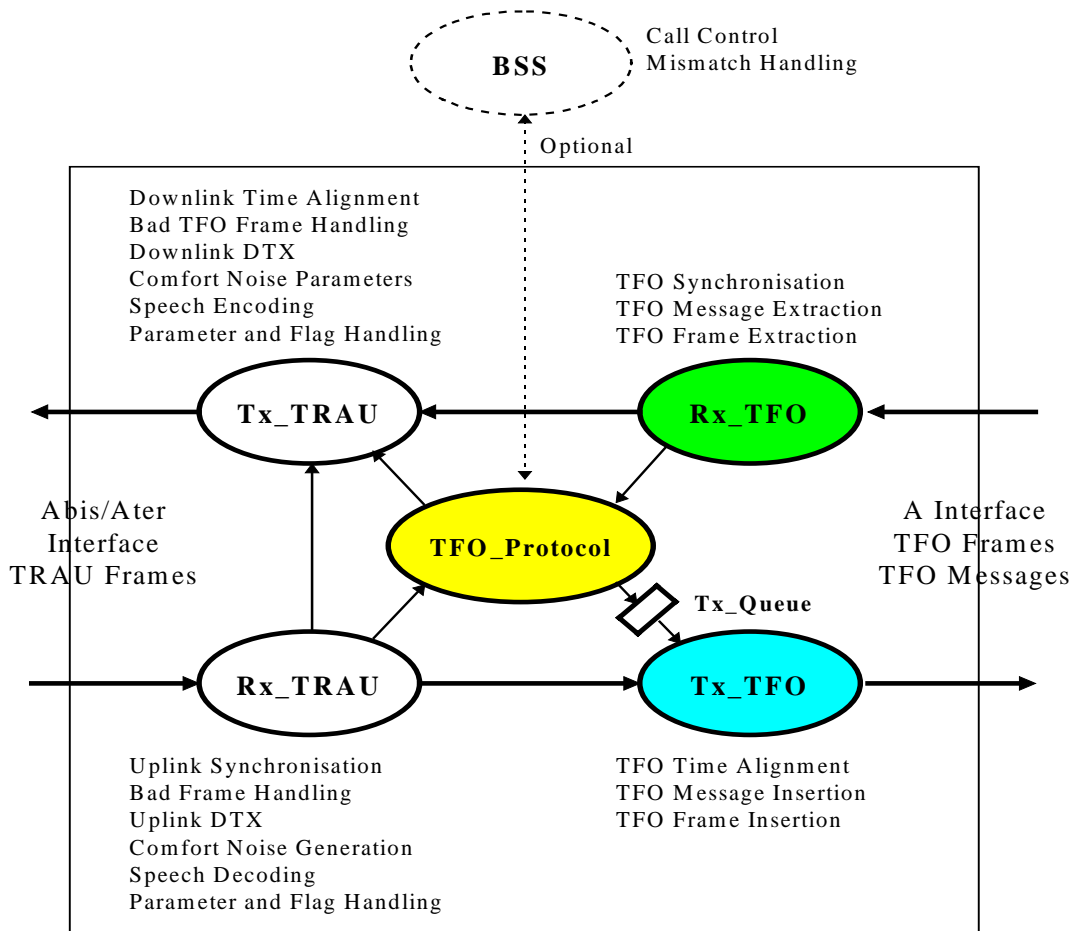 BSS
Call Control
Mismatch Handling
Optional
Downlink Time Alignment
Bad TFO Frame Handling
Downlink DTX
Comfort Noise Parameters
Speech Encoding
Parameter and Flag Handling
TFO Synchronisation
TFO Message Extraction
TFO Frame Extraction
Tx_TRAU
Rx_TFO
Abis/Ater
Interface
TRAU Frames
TFO_Protocol
A Interface
TFO Frames
TFO Messages
Tx_Queue
Rx_TRAU
Tx_TFO
Uplink Synchronisation
Bad Frame Handling
Uplink DTX
Comfort Noise Generation
Speech Decoding
Parameter and Flag Handling
TFO Time Alignment
TFO Message Insertion
TFO Frame Insertion